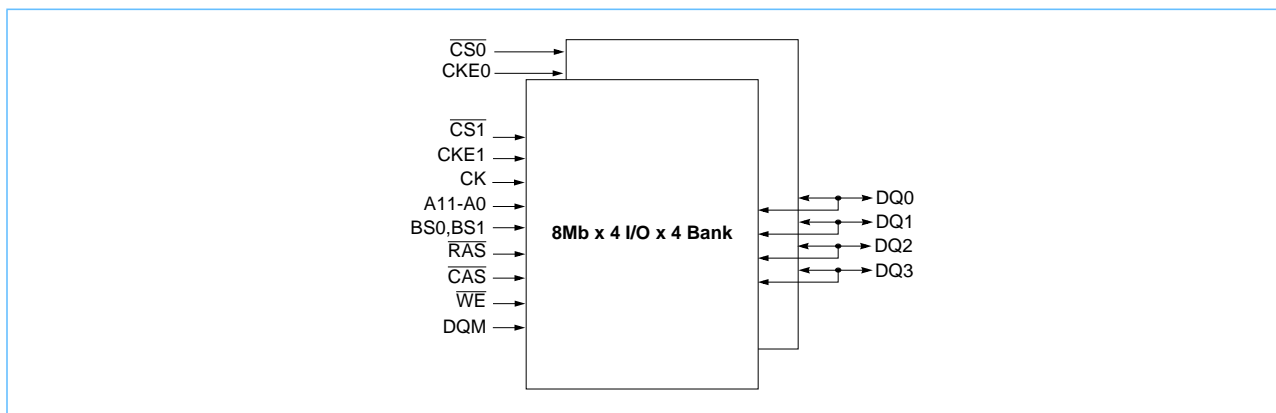 CS0
CKE0
CS1
CKE1
CK
A11-A0
BS0,BS1
RAS
CAS
WE
DQM
8Mb x 4 I/O x 4 Bank
DQ0
DQ1
DQ2
DQ3